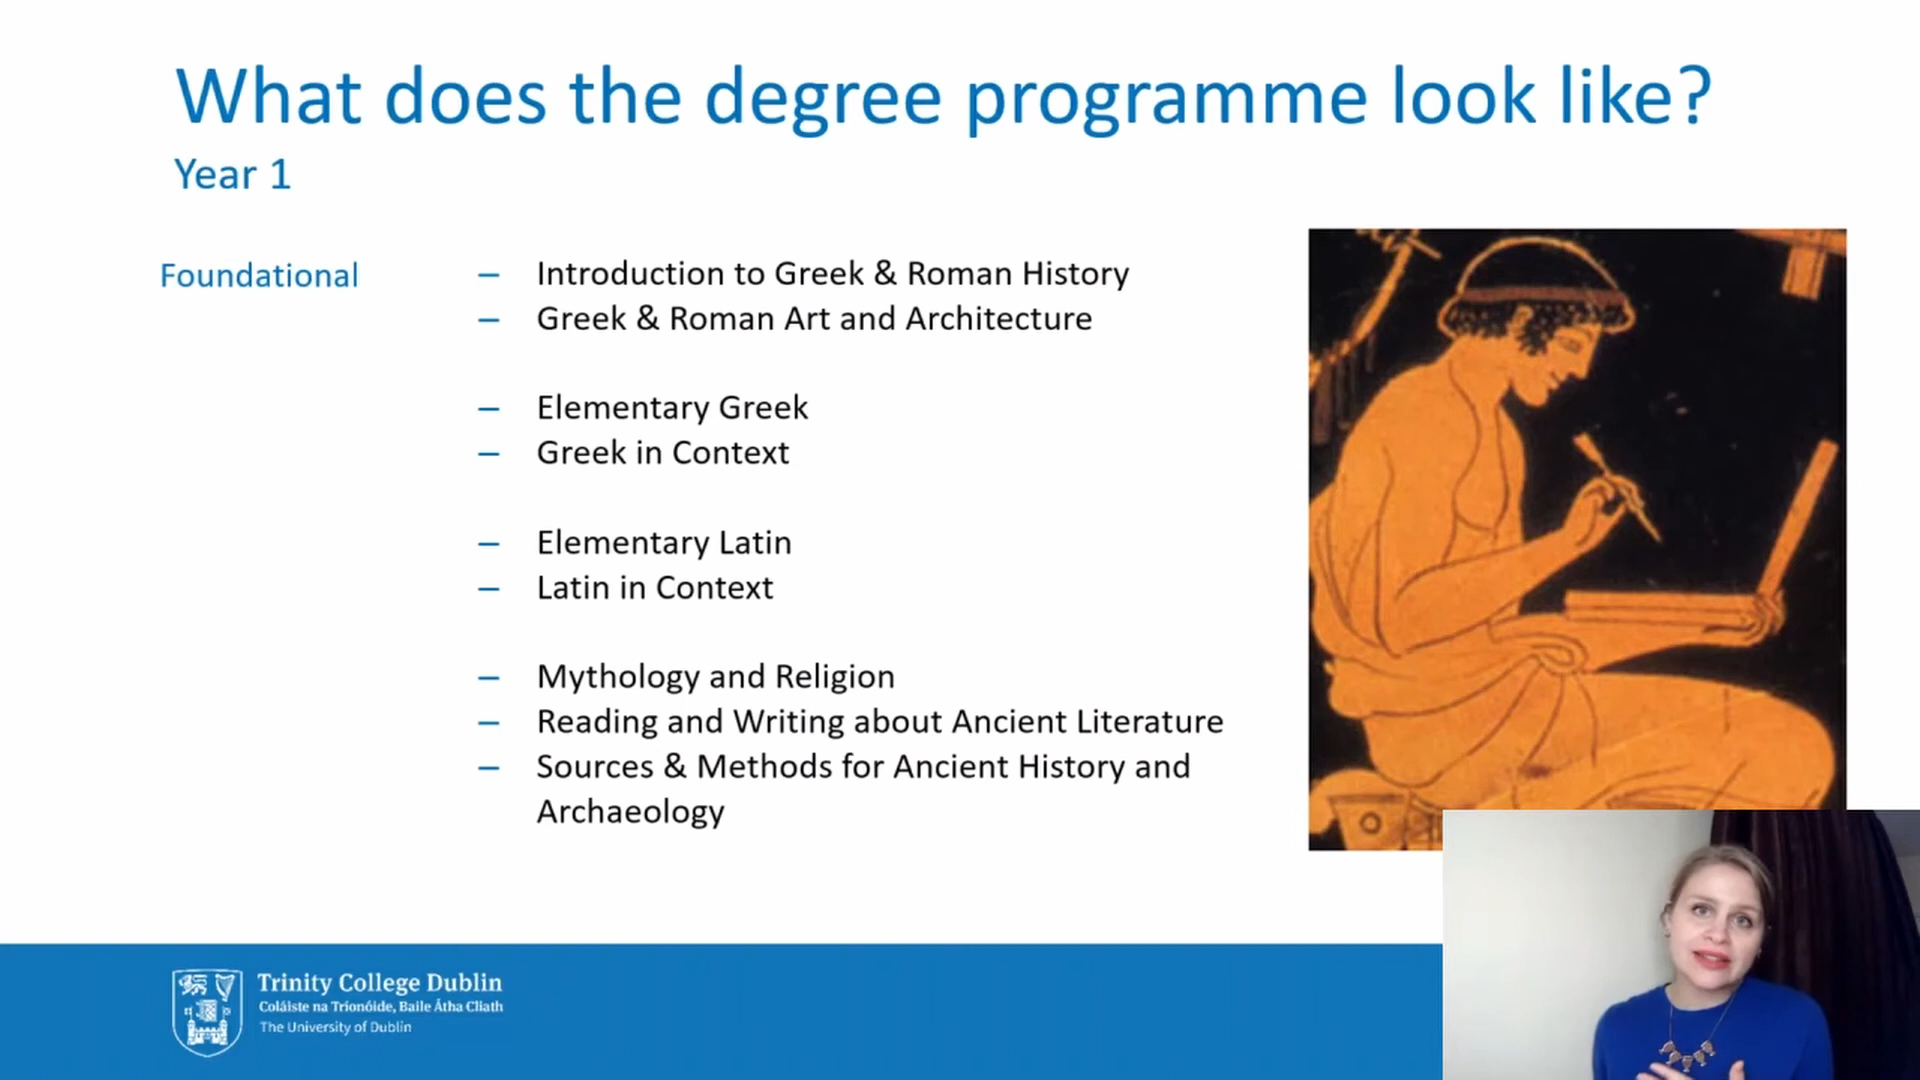 What does the degree programme look like?
Year 1
Foundational
– Introduction to Greek & Roman History
– Greek & Roman Art and Architecture
– Elementary Greek
– Greek in Context
– Elementary Latin
– Latin in Context
– Mythology and Religion
– Reading and Writing about Ancient Literature
– Sources & Methods for Ancient History and
Archaeology
Trinity College Dublin
Coláiste na Tríonóide, Baile Átha Cliath
The University of Dublin